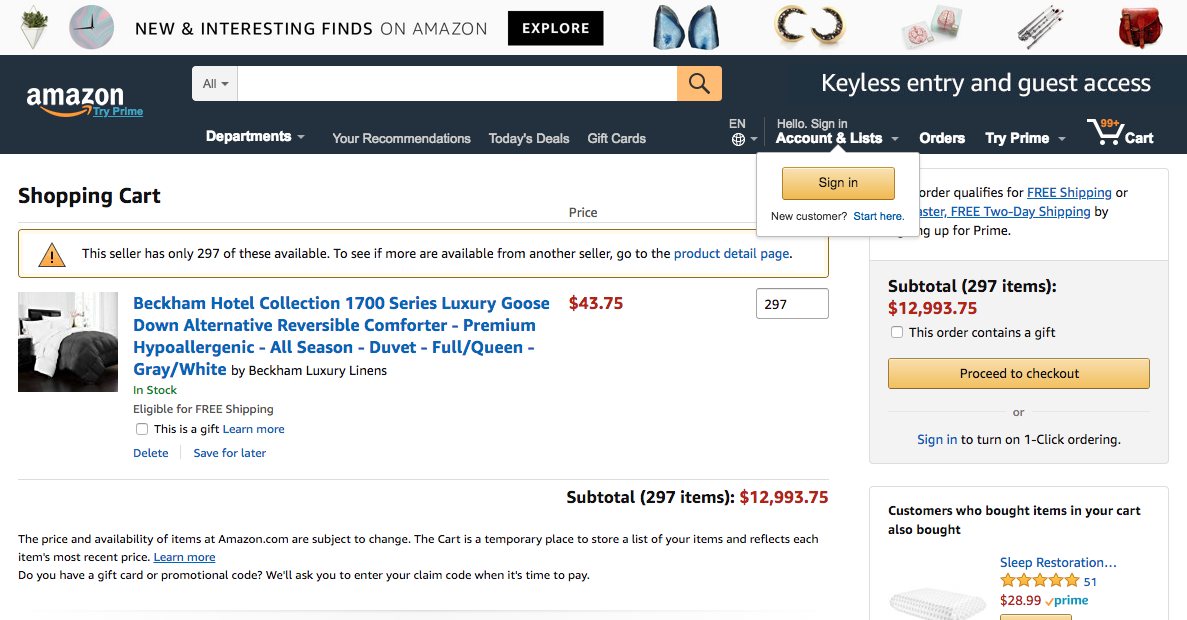 NEW & INTERESTING FINDS ON AMAZON EXPLORE
amazon
Try Prime
All
Keyless entry and guest access
Departments
Your Recommendations
Today's Deals
Gift Cards
EN
Hello. Sign in
Account & Lists
Orders
Try Prime
99+
Cart
Sign in
New customer? Start here.
Shopping Cart
Price
This seller has only 297 of these available. To see if more are available from another seller, go to the product detail page.
Beckham Hotel Collection 1700 Series Luxury Goose
Down Alternative Reversible Comforter - Premium
Hypoallergenic - All Season - Duvet - Full/Queen -
Gray/White by Beckham Luxury Linens
$43.75
297
In Stock
Eligible for FREE Shipping
This is a gift Learn more
Delete
Save for later
Subtotal (297 items): $12,993.75
The price and availability of items at Amazon.com are subject to change. The Cart is a temporary place to store a list of your items and reflects each
item's most recent price. Learn more
Do you have a gift card or promotional code? We'll ask you to enter your claim code when it's time to pay.
order qualifies for FREE Shipping or
FREE Two-Day Shipping by
up for Prime.
Subtotal (297 items):
$12,993.75
This order contains a gift
Proceed to checkout
or
Sign in to turn on 1-Click ordering.
Customers who bought items in your cart
also bought
Sleep Restoration…
51
$28.99 prime